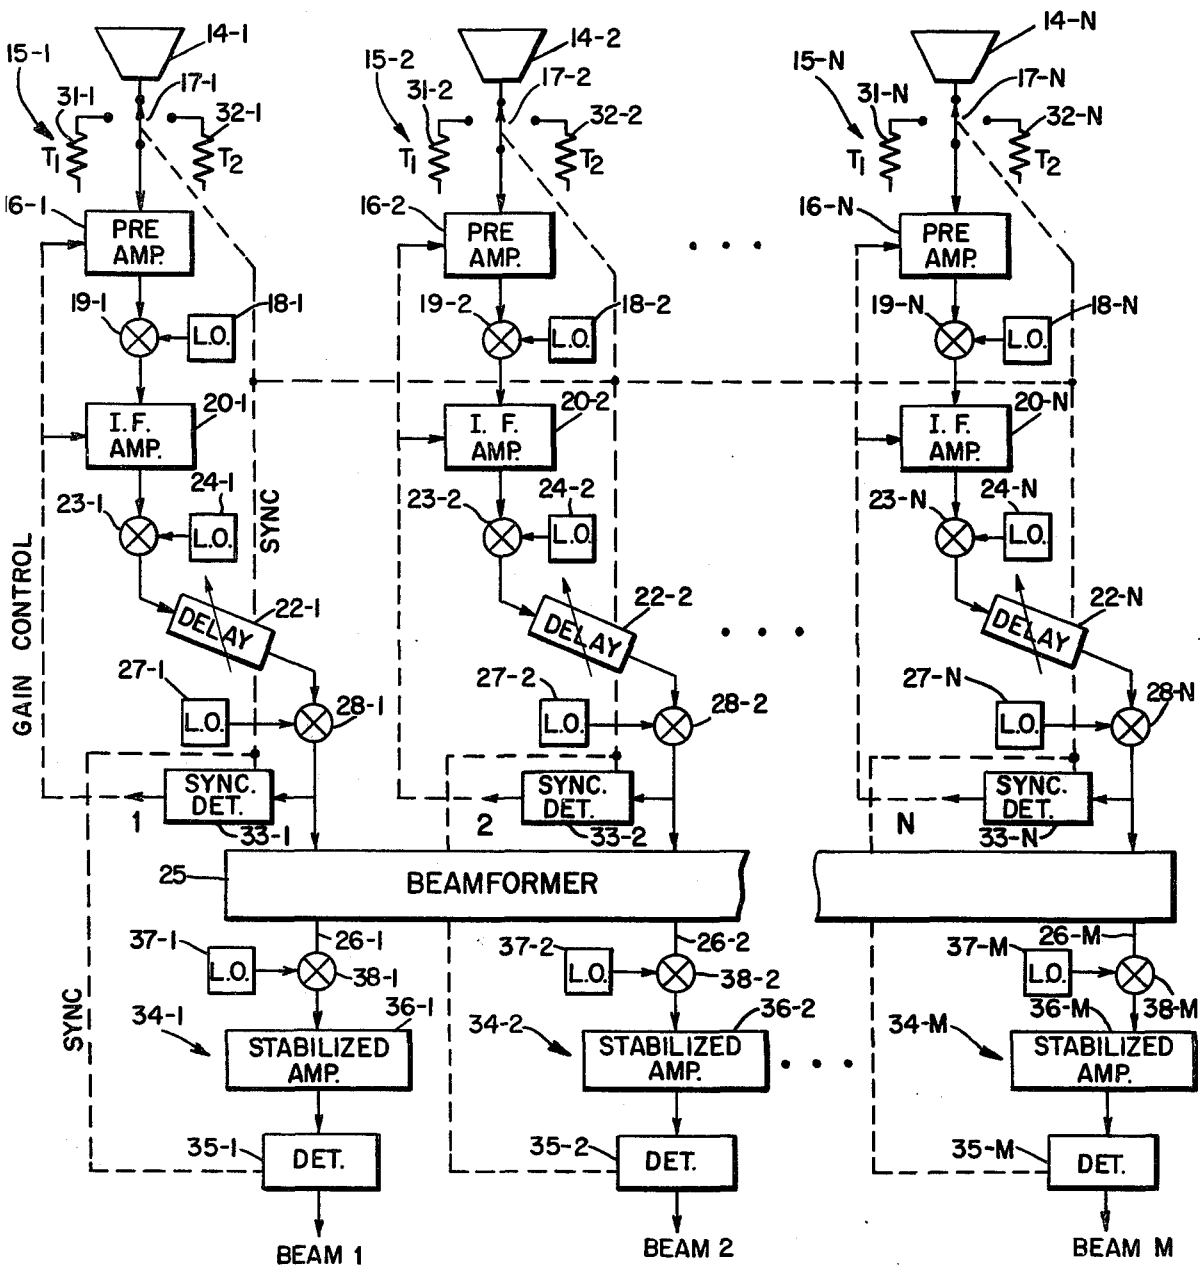 14-1 14-2 14-N
15-1 15-2 15-N
17-1 17-2 17-N
31-1 32-1 31-2 32-2 31-N 32-N
T1 T2 T1 T2 T1 T2
16-1 16-2 16-N
PRE AMP. PRE AMP. PRE AMP.
19-1 18-1 19-2 18-2 19-N 18-N
L.O. L.O. L.O.
20-1 20-2 20-N
I.F. AMP. I.F. AMP. I.F. AMP.
23-1 24-1 23-2 24-2 23-N 24-N
L.O. L.O. L.O.
SYNC
GAIN CONTROL
22-1 22-2 22-N
DELAY DELAY DELAY
27-1 27-2 27-N
L.O. 28-1 L.O. 28-2 L.O. 28-N
SYNC. DET. SYNC. DET. SYNC. DET.
1 33-1 2 33-2 N 33-N
25 BEAMFORMER
26-1 26-2 26-M
37-1 37-2 37-M
L.O. 38-1 L.O. 38-2 L.O. 38-M
SYNC
34-1 36-1 34-2 36-2 34-M 36-M
STABILIZED AMP. STABILIZED AMP. STABILIZED AMP.
35-1 35-2 35-M
DET. DET. DET.
BEAM 1 BEAM 2 BEAM M